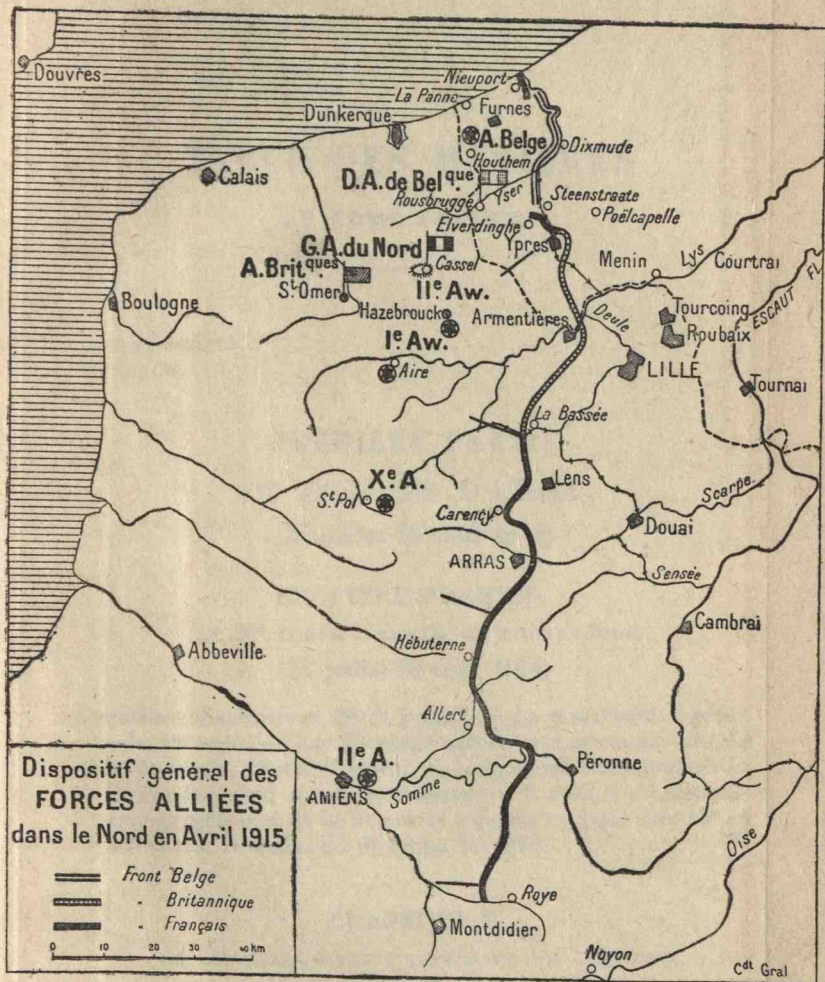 Douvres
Nieuport
La Panne
Furnes
Dunkerque
A.Belge
Dixmude
Houthem
Calais
D.A. de Belque.
Yser
Rousbrugge
Steenstraate
Poëlcapelle
Elverdinghe
G.A.du Nord
Ypres
Cassel
A.Britques.
St Omer
Menin
Lys
Courtrai
Boulogne
IIe Aw.
Hazebrouck
Armentières
Deule
Tourcoing
Roubaix
ESCAUT FL.
Ie Aw.
Aire
LILLE
Tournai
La Bassée
Xe A.
St Pol
Lens
Carency
Scarpe
Douai
ARRAS
Sensée
Cambrai
Hébuterne
Abbeville
Albert
IIe A.
AMIENS
Somme
Péronne
Oise
Roye
Montdidier
Noyon
Dispositif général des
FORCES ALLIÉES
dans le Nord en Avril 1915
Front Belge
" Britannique
" Français
0 10 20 30 40 km
Cdt Gral